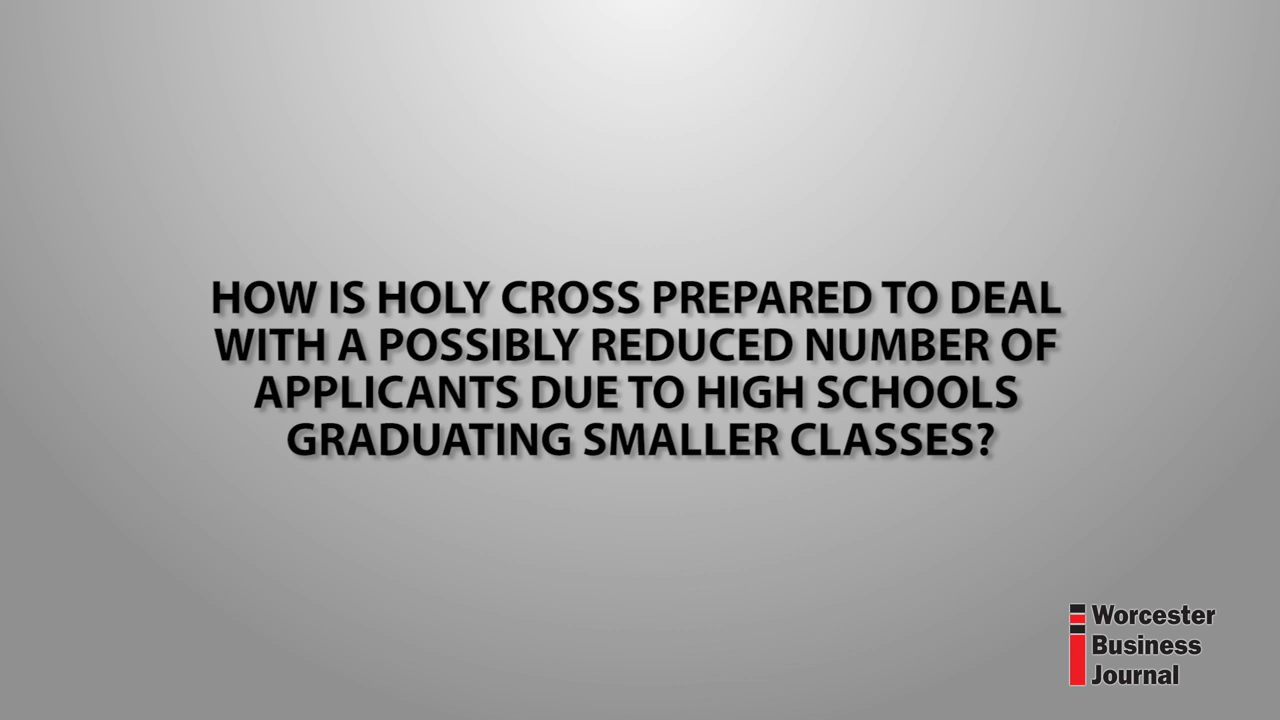 HOW IS HOLY CROSS PREPARED TO DEAL
WITH A POSSIBLY REDUCED NUMBER OF
APPLICANTS DUE TO HIGH SCHOOLS
GRADUATING SMALLER CLASSES?
Worcester
Business
Journal